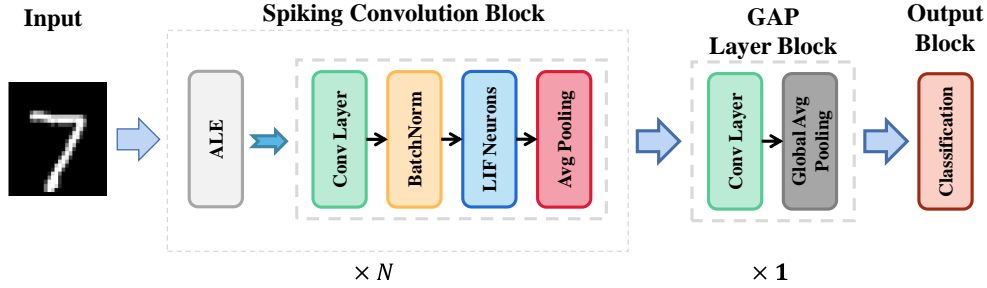 Input
Spiking Convolution Block
GAP
Layer Block
Output
Block
7
ALE
Conv Layer
BatchNorm
LIF Neurons
Avg Pooling
Conv Layer
Global Avg
Pooling
Classification
× N
× 1